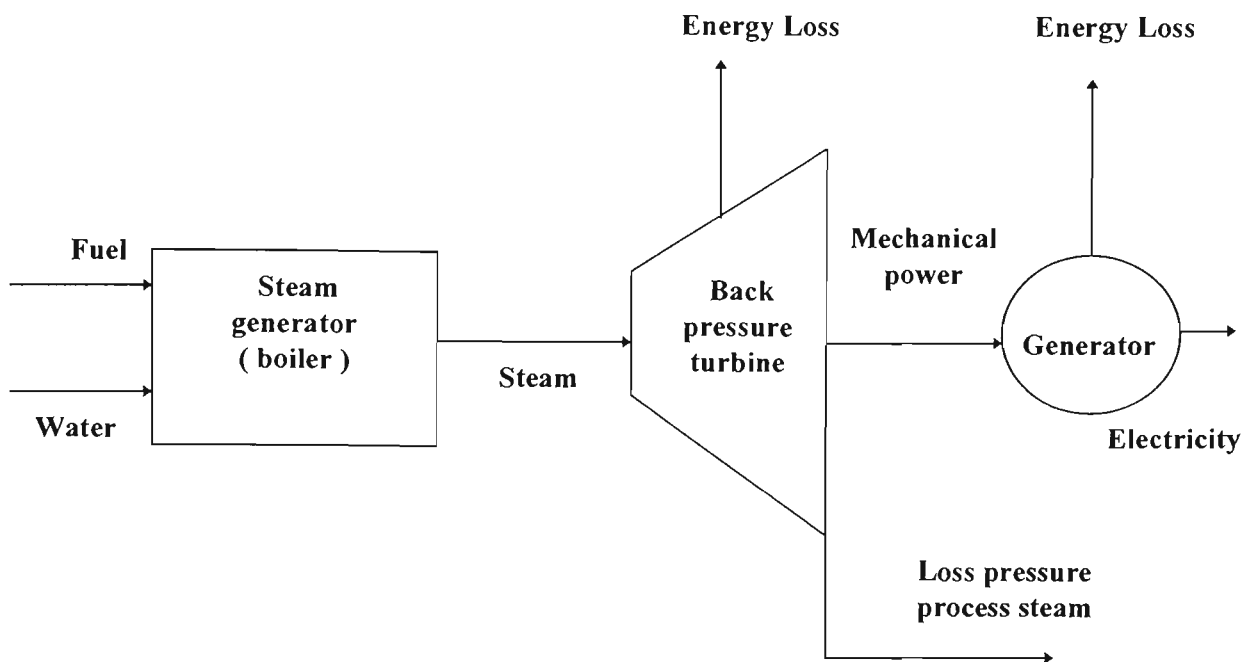 Energy Loss
Energy Loss
Fuel
Steam
generator
( boiler )
Water
Steam
Back
pressure
turbine
Mechanical
power
Generator
Electricity
Loss pressure
process steam